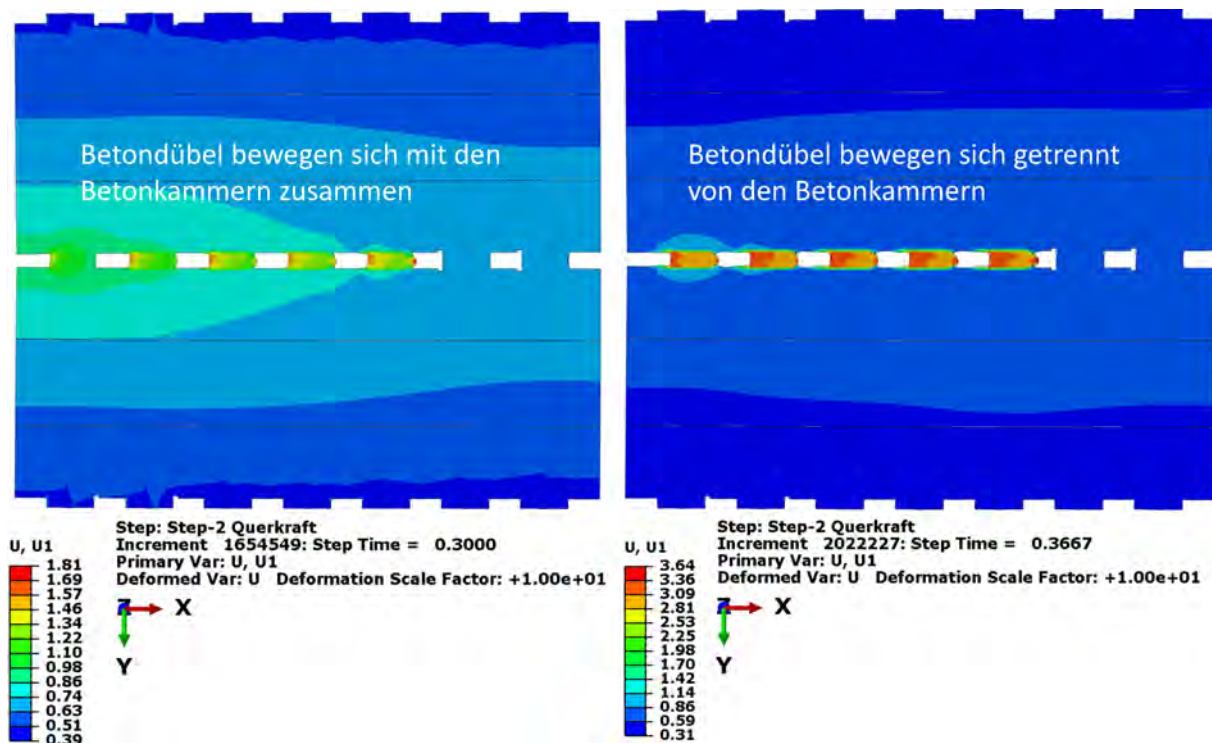 Betondübel bewegen sich mit den
Betonkammern zusammen
Step: Step-2 Querkraft
Increment 1654549: Step Time = 0.3000
Primary Var: U, U1
Deformed Var: U Deformation Scale Factor: +1.00e+01
U, U1
1.81
1.69
1.57
1.46
1.34
1.22
1.10
0.98
0.86
0.74
0.63
0.51
0.39
Z
X
Y
Betondübel bewegen sich getrennt
von den Betonkammern
Step: Step-2 Querkraft
Increment 2022227: Step Time = 0.3667
Primary Var: U, U1
Deformed Var: U Deformation Scale Factor: +1.00e+01
U, U1
3.64
3.36
3.09
2.81
2.53
2.25
1.98
1.70
1.42
1.14
0.86
0.59
0.31
Z
X
Y